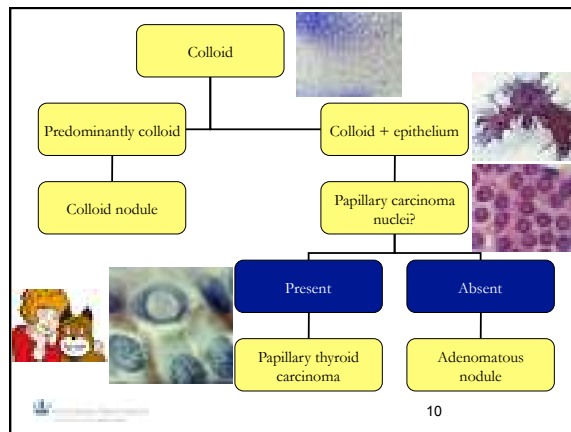 Colloid
Predominantly colloid
Colloid + epithelium
Colloid nodule
Papillary carcinoma
nuclei?
Present
Absent
Papillary thyroid
carcinoma
Adenomatous
nodule
10